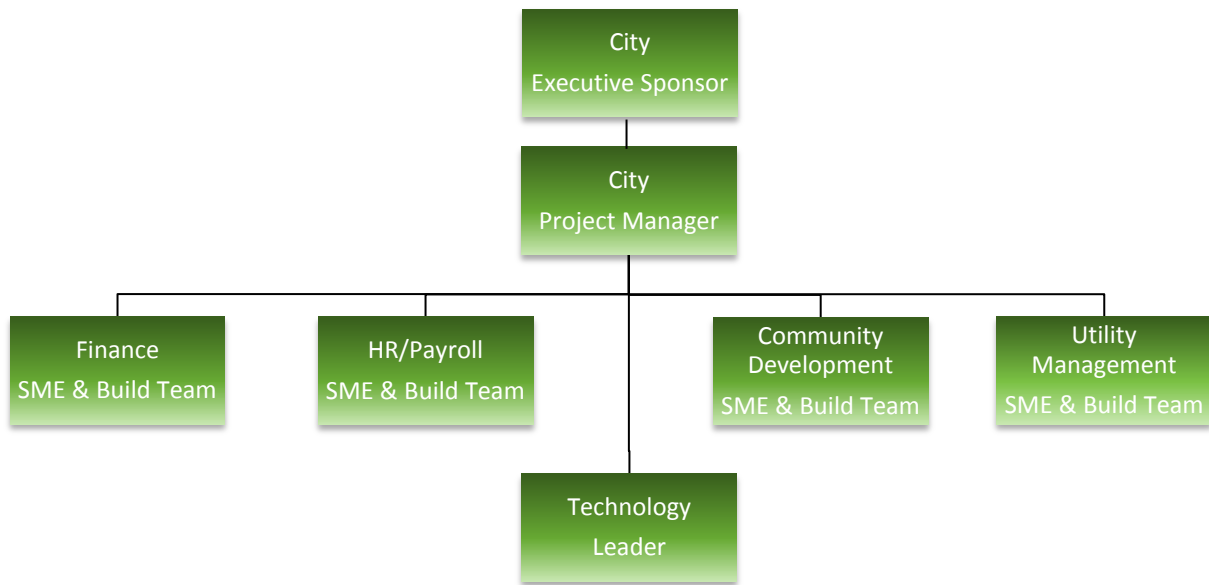 City
Executive Sponsor
City
Project Manager
Finance
SME & Build Team
HR/Payroll
SME & Build Team
Community
Development
SME & Build Team
Utility
Management
SME & Build Team
Technology
Leader